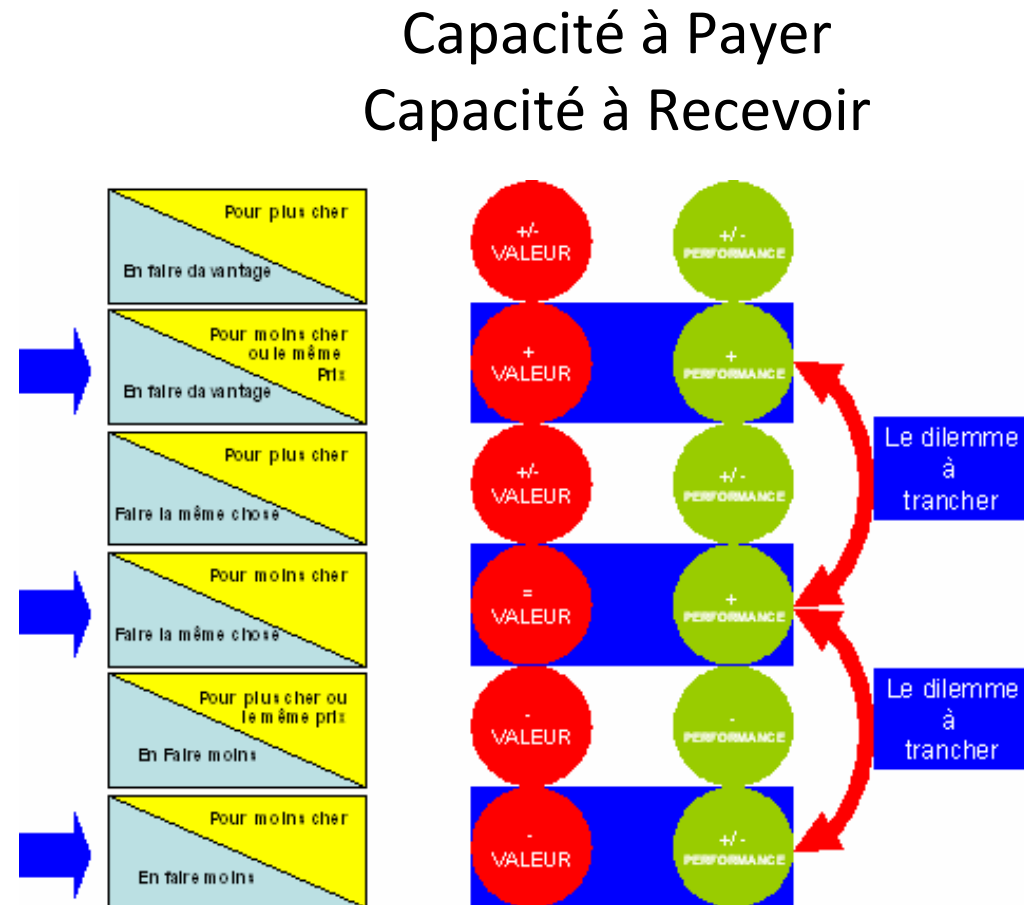 Capacité à Payer
Capacité à Recevoir
Pour plus cher
En faire davantage
+/-
VALEUR
+/-
PERFORMANCE
Pour moins cher
ou le même
Prix
En faire davantage
+
VALEUR
+
PERFORMANCE
Pour plus cher
Faire la même chose
+/-
VALEUR
+/-
PERFORMANCE
Le dilemme
à
trancher
Pour moins cher
Faire la même chose
=
VALEUR
+
PERFORMANCE
Pour plus cher ou
le même prix
En Faire moins
-
VALEUR
-
PERFORMANCE
Le dilemme
à
trancher
Pour moins cher
En faire moins
-
VALEUR
+/-
PERFORMANCE